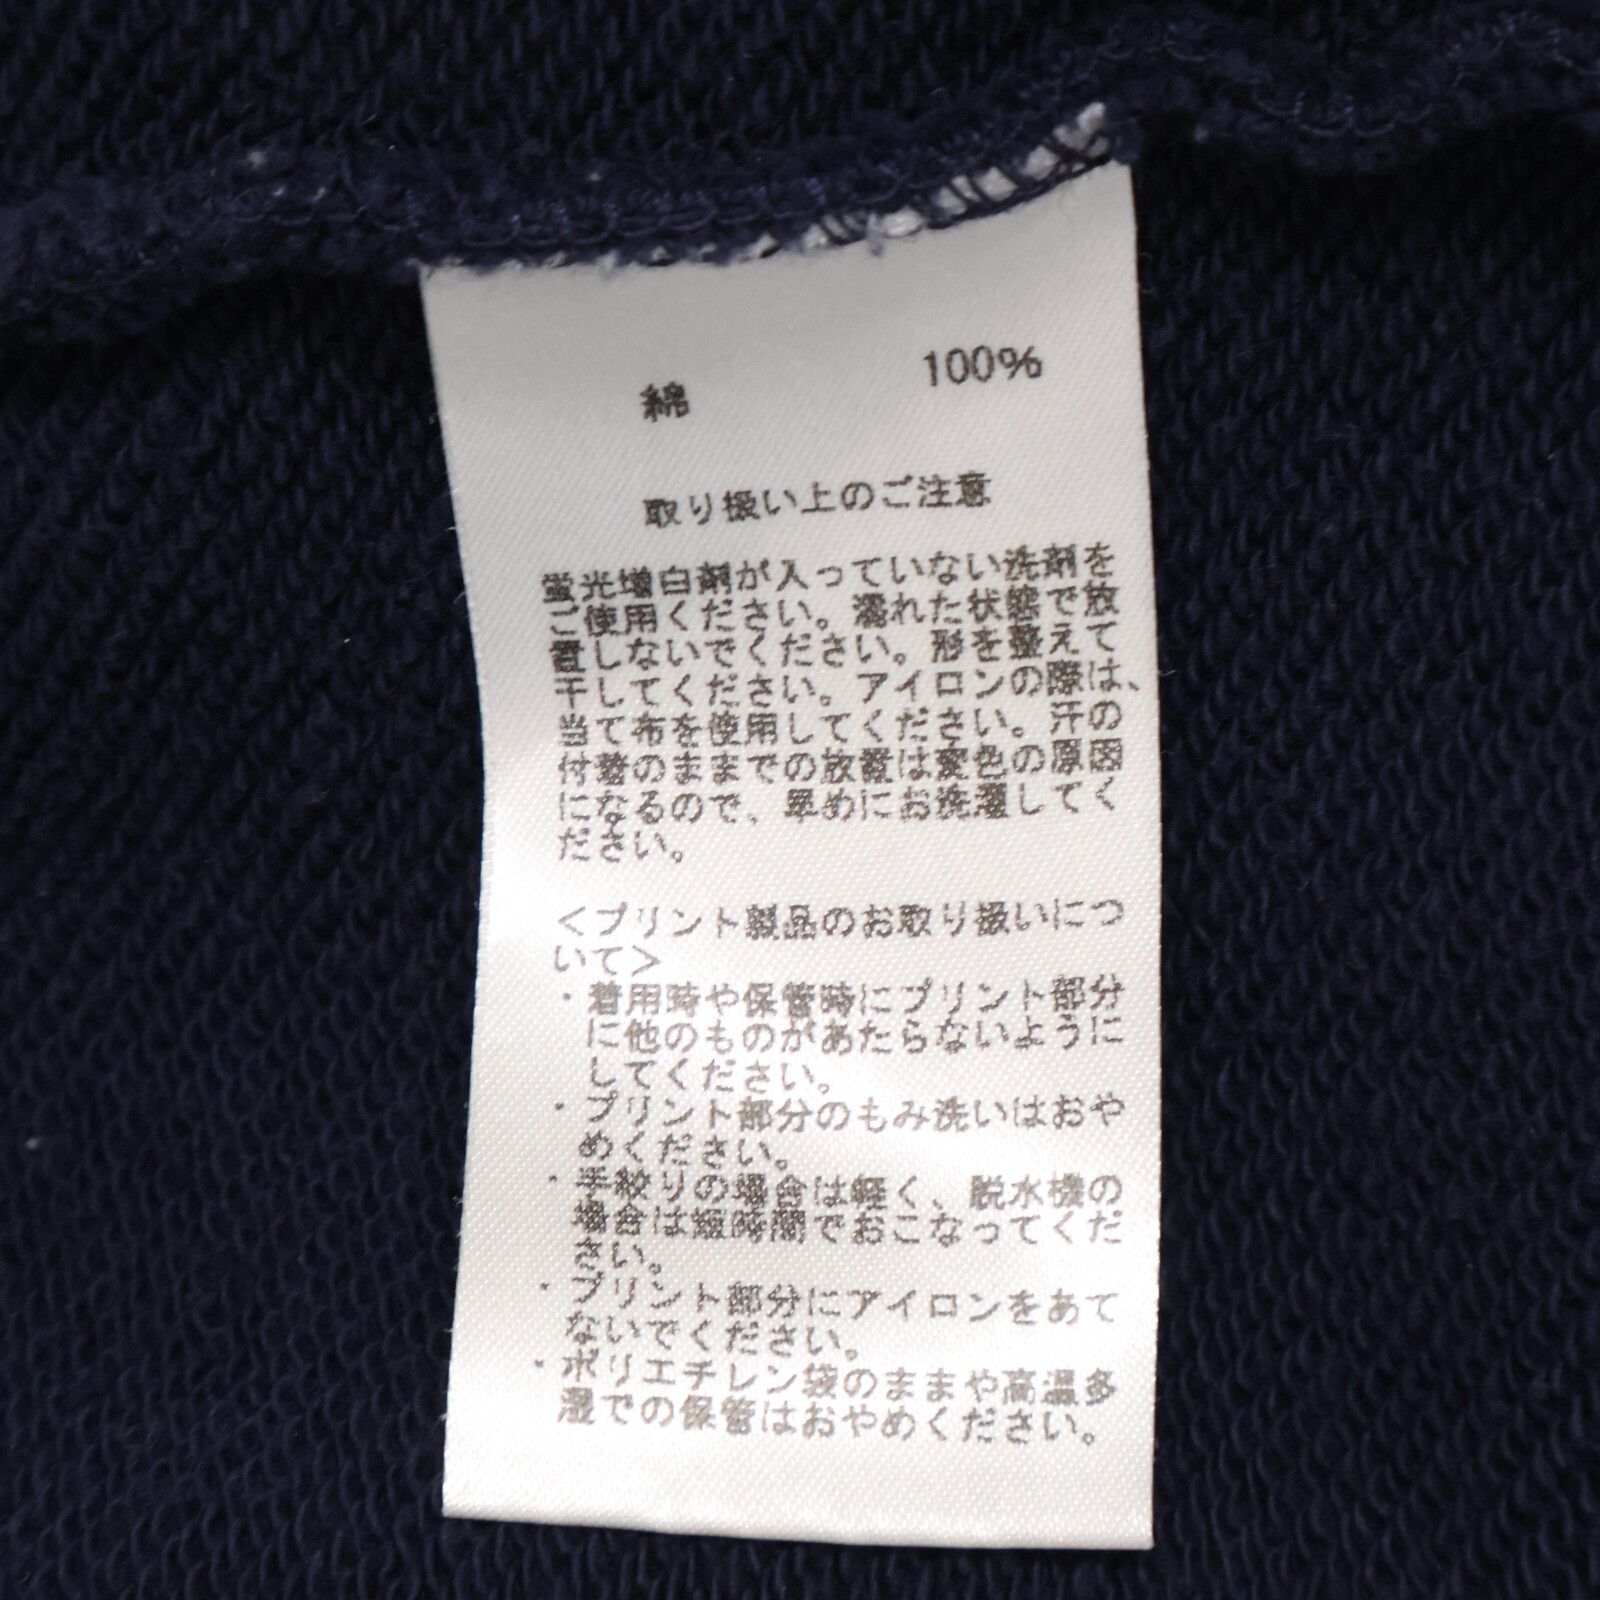 綿 100%
取り扱い上のご注意
蛍光増白剤が入っていない洗剤を
ご使用ください。濡れた状態で放
置しないでください。形を整えて
干してください。アイロンの際は、
当て布を使用してください。汗の
付着のままでの放置は変色の原因
になるので、早めにお洗濯してく
ださい。
＜プリント製品のお取り扱いにつ
いて＞
・着用時や保管時にプリント部分
に他のものがあたらないように
してください。
・プリント部分のもみ洗いはおや
めください。
・手絞りの場合は軽く、脱水機の
場合は短時間でおこなってくだ
さい。
・プリント部分にアイロンをあて
ないでください。
・ポリエチレン袋のままや高温多
湿での保管はおやめください。